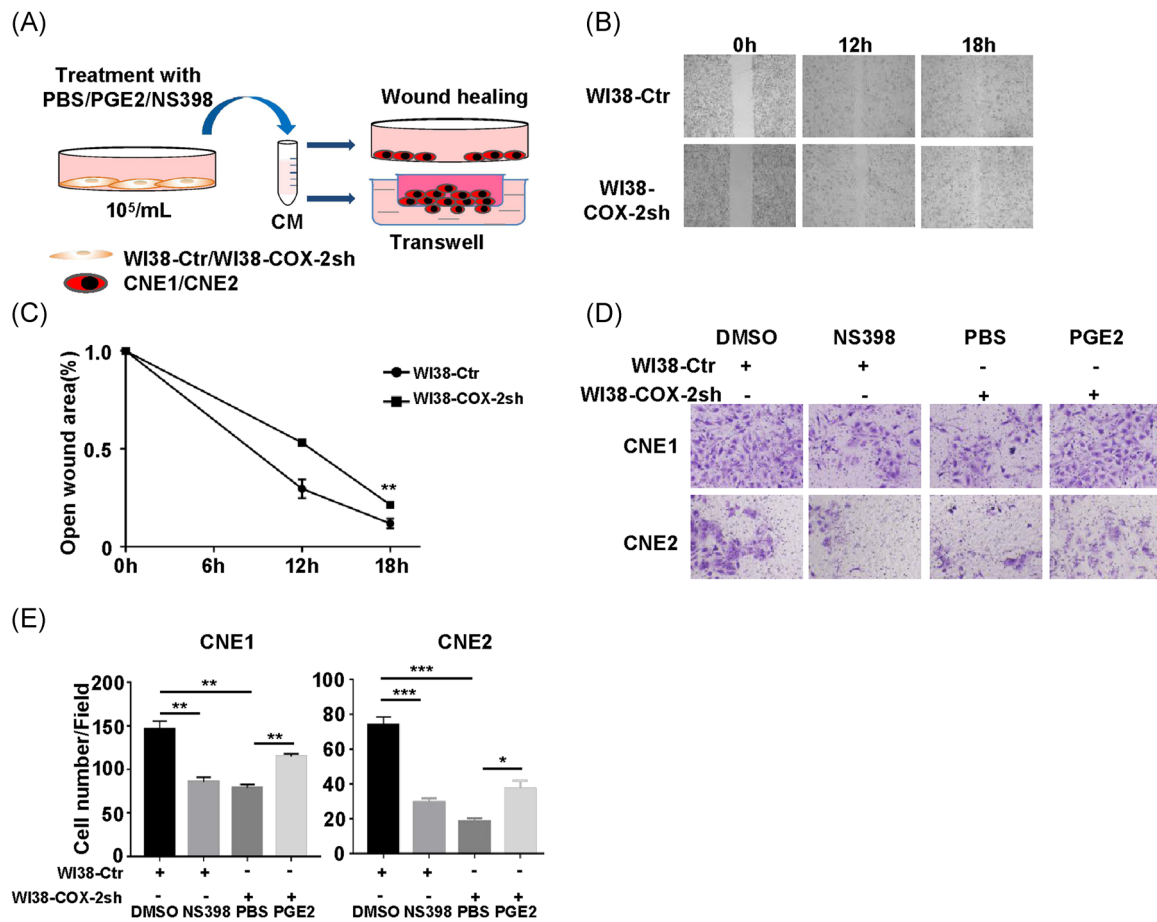 (A)
Treatment with
PBS/PGE2/NS398
10⁵/mL
CM
Wound healing
Transwell
WI38-Ctr/WI38-COX-2sh
CNE1/CNE2
(B)
0h 12h 18h
WI38-Ctr
WI38-
COX-2sh
(C)
Open wound area(%)
1.0
0.5
0
0h 6h 12h 18h
WI38-Ctr
WI38-COX-2sh
**
(D)
DMSO NS398 PBS PGE2
WI38-Ctr + + - -
WI38-COX-2sh - - + +
CNE1
CNE2
(E)
CNE1
Cell number/Field
200
150
100
50
0
**
**
**
CNE2
100
80
60
40
20
0
***
***
*
WI38-Ctr + + - - + + - -
WI38-COX-2sh - - + + - - + +
DMSO NS398 PBS PGE2 DMSO NS398 PBS PGE2